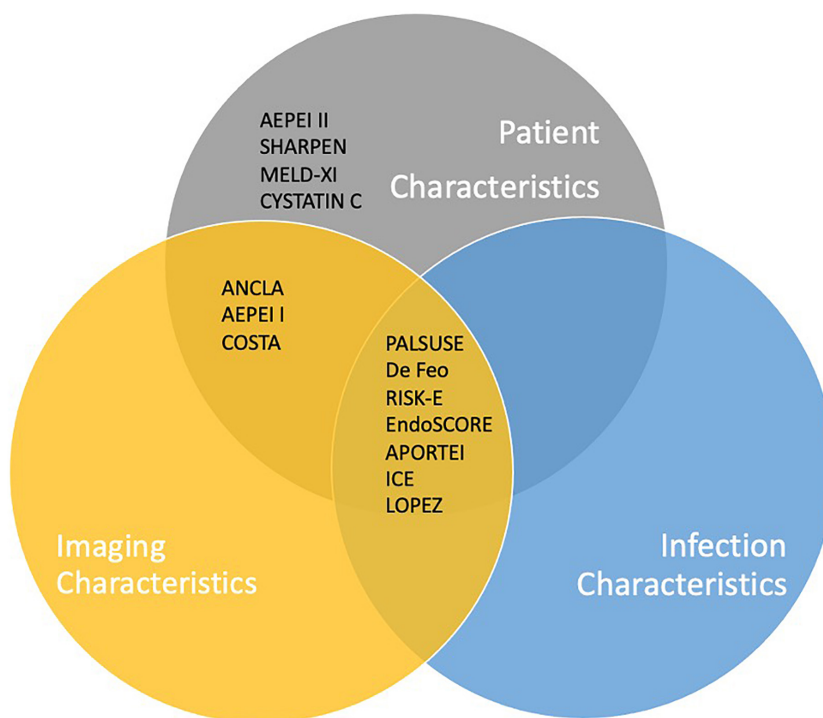 AEPEI II
SHARPEN
MELD-XI
CYSTATIN C
Patient
Characteristics
ANCLA
AEPEI I
COSTA
PALSUSE
De Feo
RISK-E
EndoSCORE
APORTEI
ICE
LOPEZ
Imaging
Characteristics
Infection
Characteristics